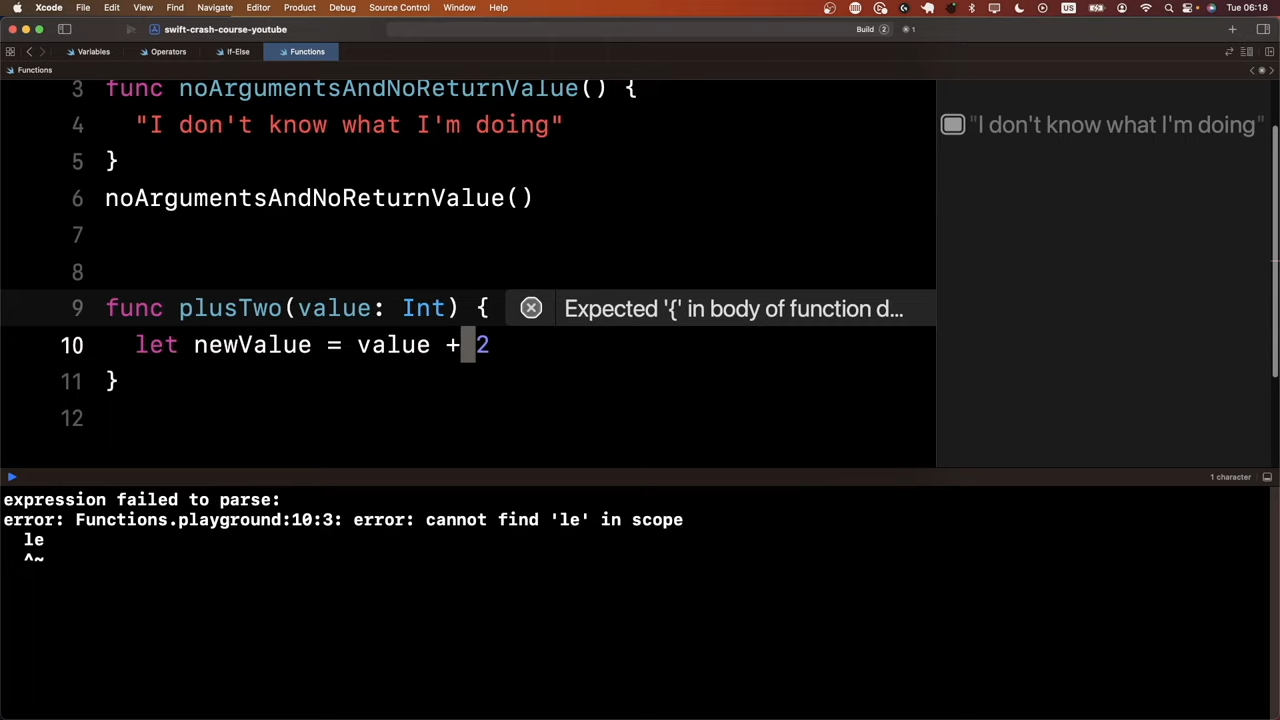 Xcode File Edit View Find Navigate Editor Product Debug Source Control Window Help US Tue 06:18
swift-crash-course-youtube Build 2 1
Variables Operators If-Else Functions
Functions
3 func noArgumentsAndNoReturnValue() {
4 "I don't know what I'm doing" "I don't know what I'm doing"
5 }
6 noArgumentsAndNoReturnValue()
7
8
9 func plusTwo(value: Int) { Expected '{' in body of function d...
10 let newValue = value + 2
11 }
12
1 character
expression failed to parse:
error: Functions.playground:10:3: error: cannot find 'le' in scope
le
^~